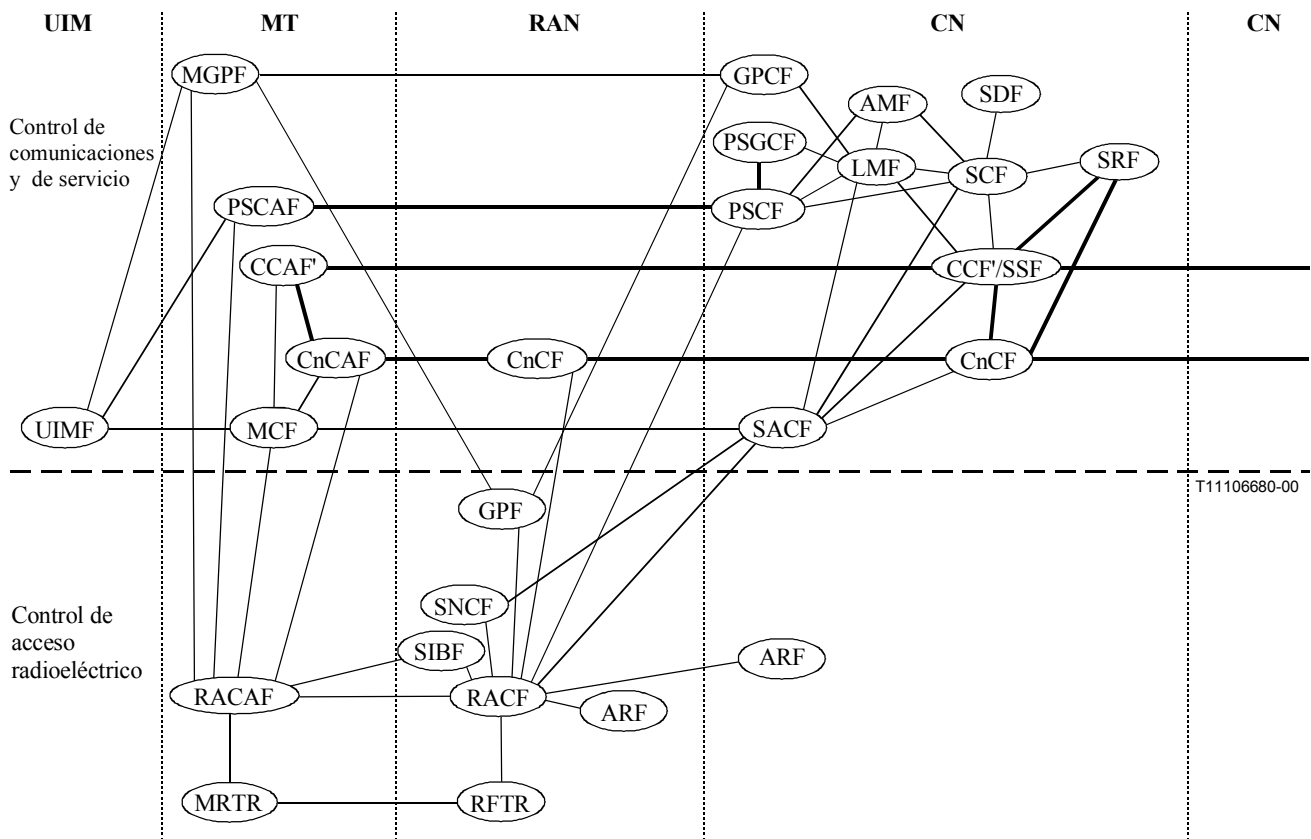 UIM MT RAN CN CN
MGPF GPCF
AMF SDF
Control de
comunicaciones
y de servicio
PSGCF
LMF SCF SRF
PSCAF PSCF
CCAF' CCF'/SSF
CnCAF CnCF CnCF
UIMF MCF SACF
T11106680-00
GPF
SNCF
Control de
acceso
radioeléctrico
SIBF ARF
RACAF RACF ARF
MRTR RFTR